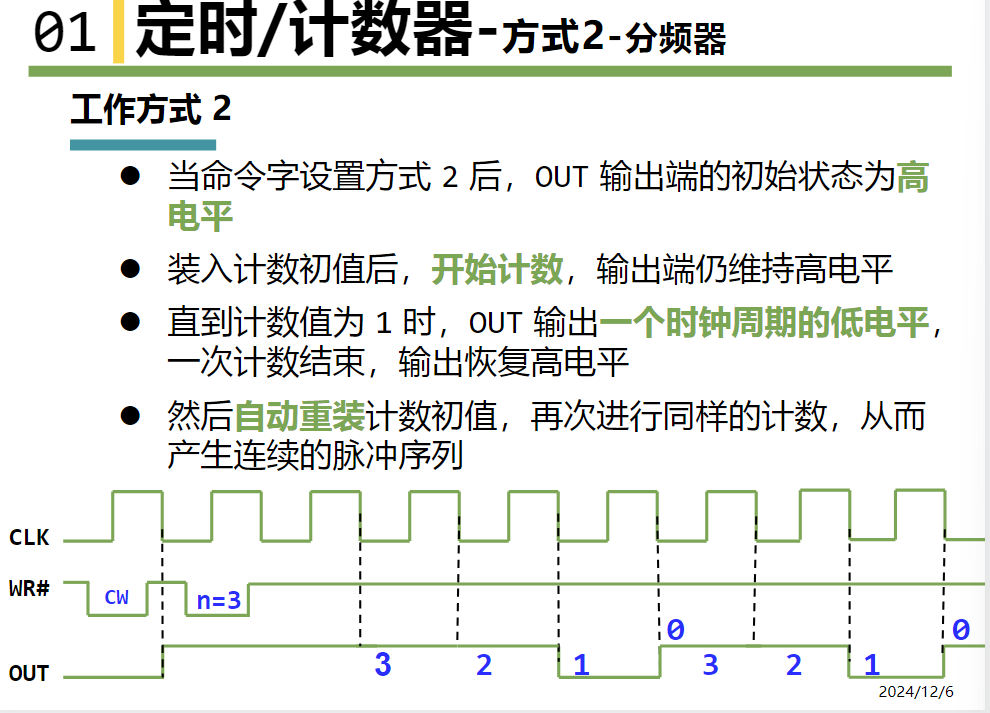 01 定时/计数器-方式2-分频器
工作方式 2
● 当命令字设置方式 2 后，OUT 输出端的初始状态为高
电平
● 装入计数初值后，开始计数，输出端仍维持高电平
● 直到计数值为 1 时，OUT 输出一个时钟周期的低电平，
一次计数结束，输出恢复高电平
● 然后自动重装计数初值，再次进行同样的计数，从而
产生连续的脉冲序列
CLK
WR# CW n=3
0 0
OUT 3 2 1 3 2 1
2024/12/6